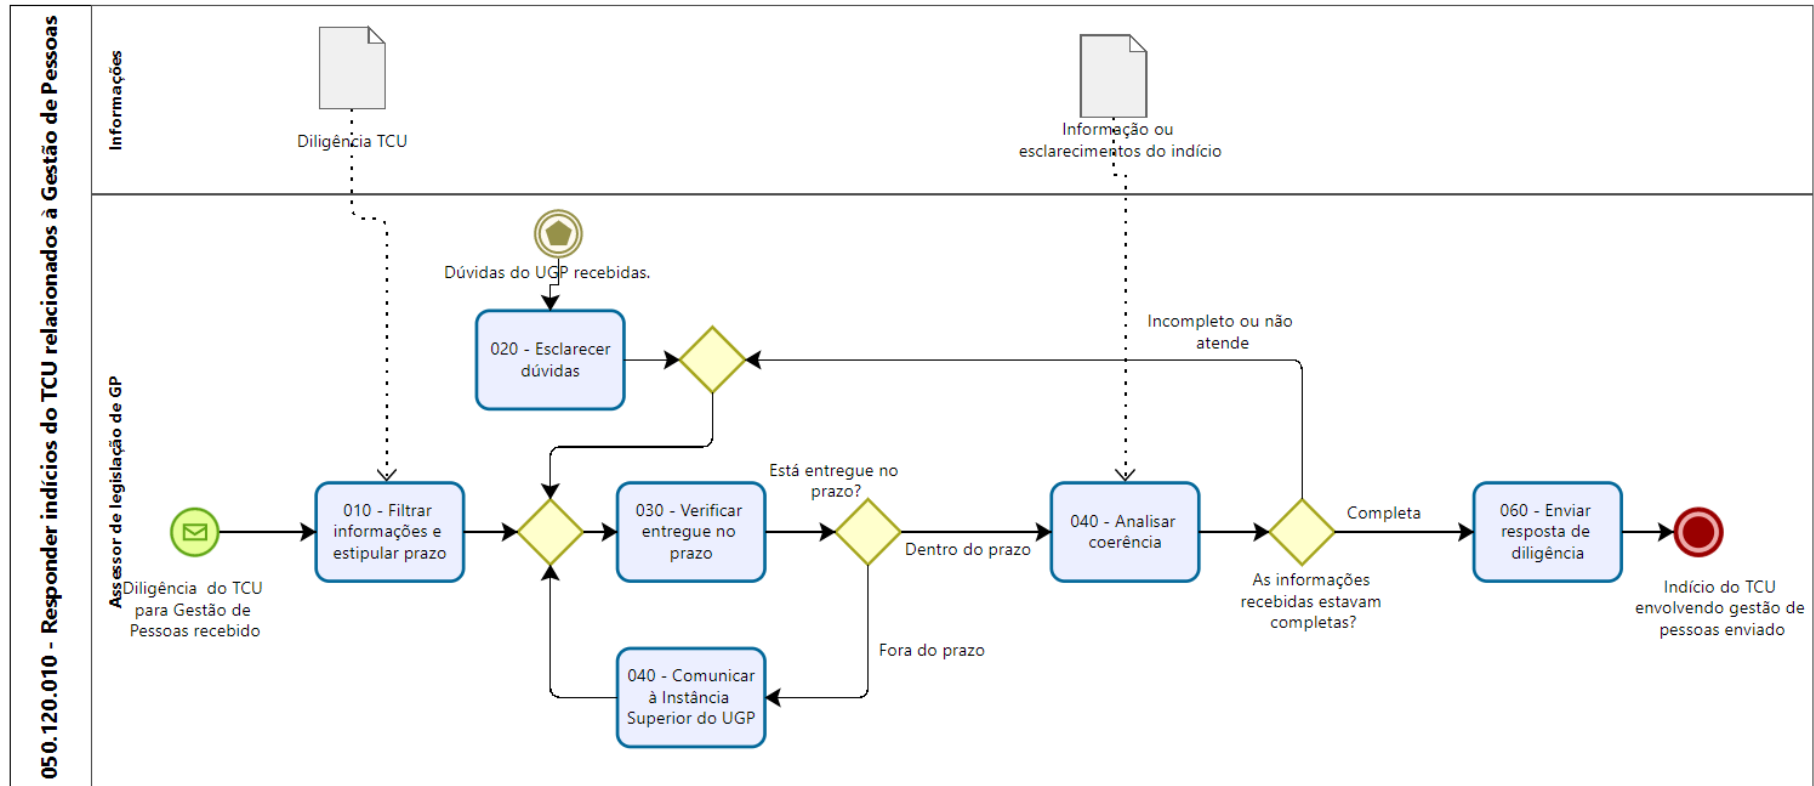 050.120.010 - Responder indícios do TCU relacionados à Gestão de Pessoas
Informações
Diligência TCU
Informação ou
esclarecimentos do indício
Assessor de legislação de GP
Dúvidas do UGP recebidas.
020 - Esclarecer
dúvidas
Incompleto ou não
atende
Diligência do TCU
para Gestão de
Pessoas recebido
010 - Filtrar
informações e
estipular prazo
030 - Verificar
entregue no
prazo
Está entregue no
prazo?
Dentro do prazo
Fora do prazo
040 - Comunicar
à Instância
Superior do UGP
040 - Analisar
coerência
As informações
recebidas estavam
completas?
Completa
060 - Enviar
resposta de
diligência
Indício do TCU
envolvendo gestão de
pessoas enviado